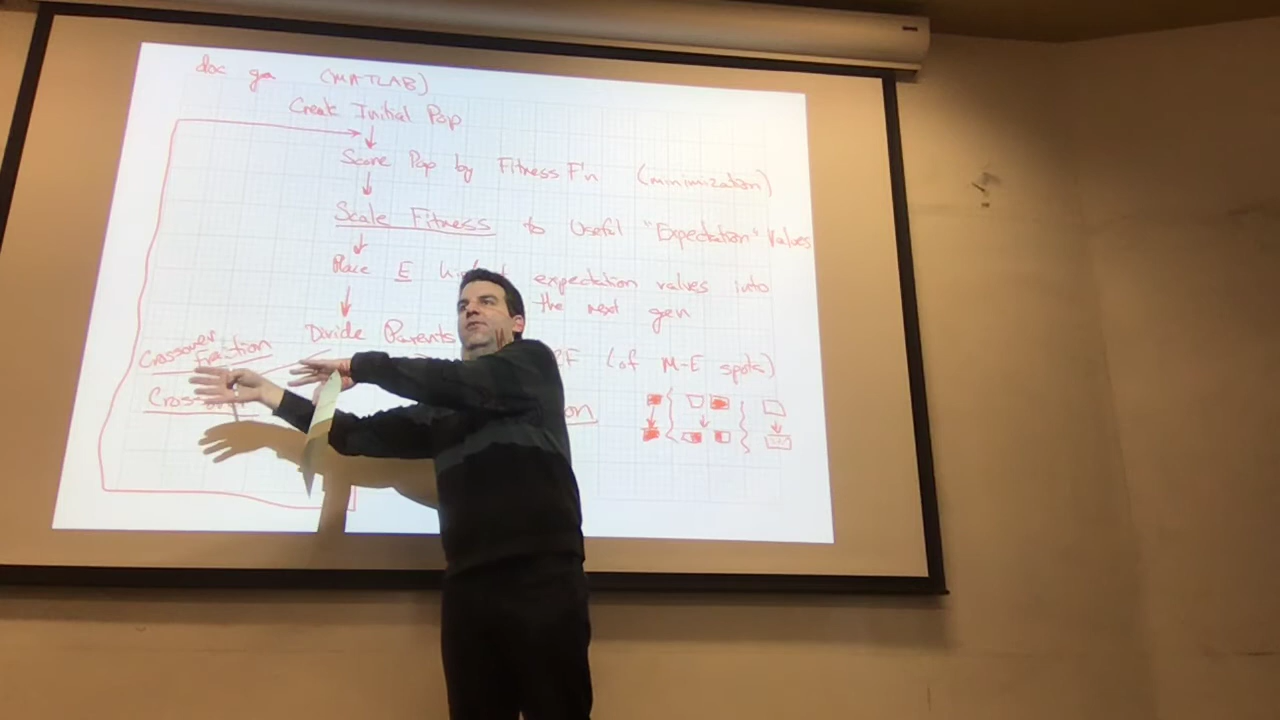 doc ga (MATLAB)
Create Initial Pop
Score Pop by Fitness F'n (minimization)
Scale Fitness to Useful "Expectation" Values
Place E expectation values into
the next gen
Divide Parents (of M-E spots)
Crossover
Fraction